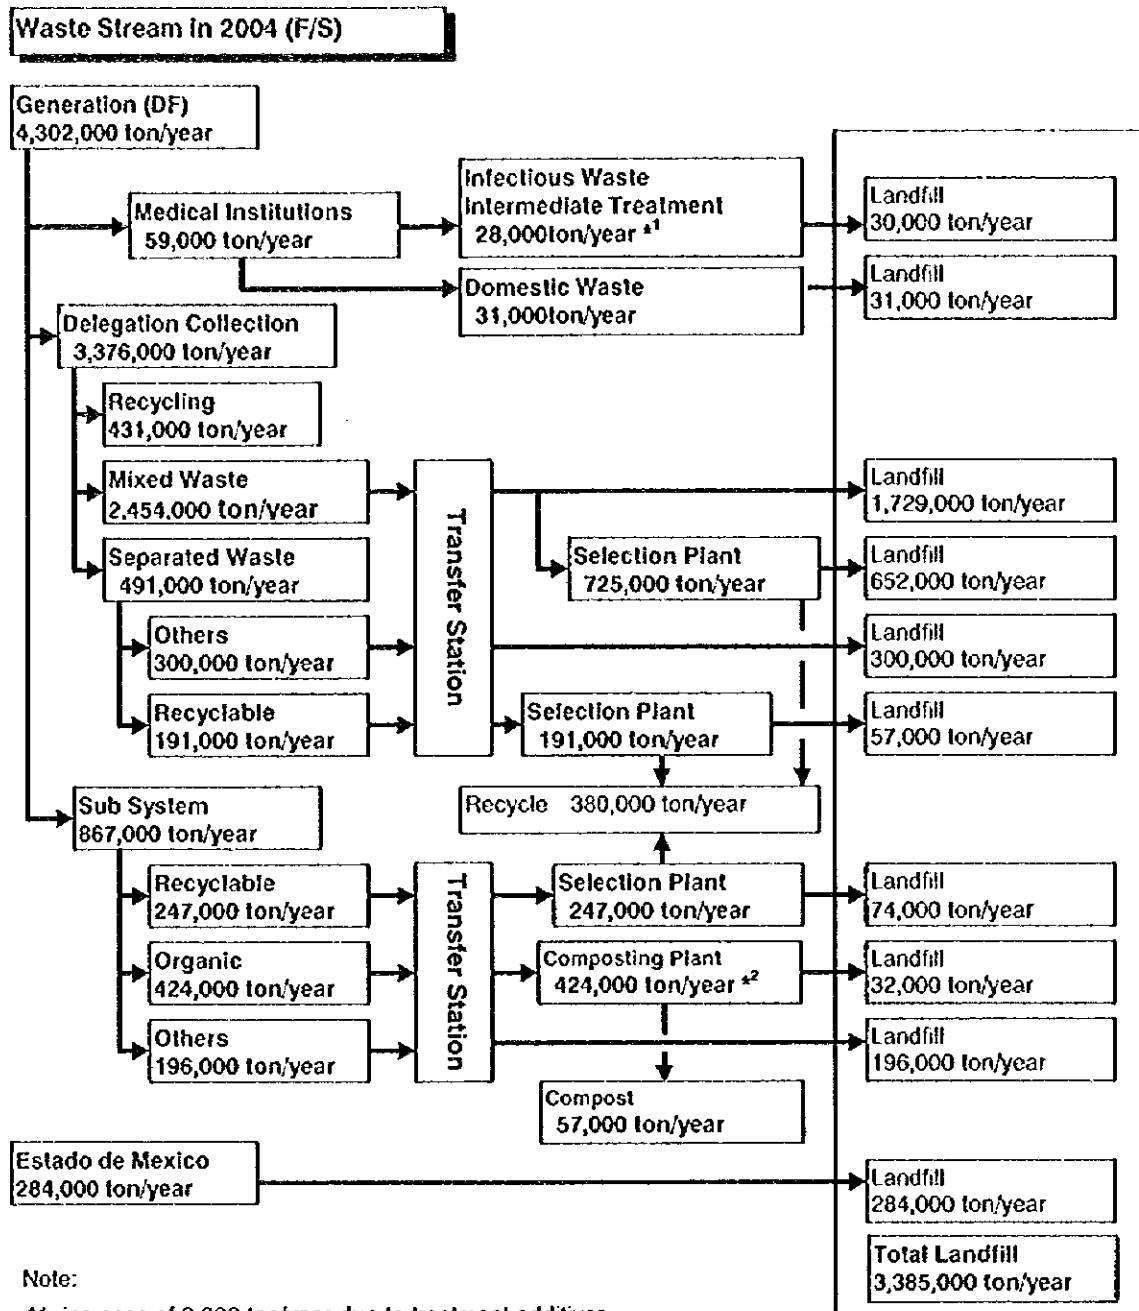 Waste Stream in 2004 (F/S)
Generation (DF)
4,302,000 ton/year
Medical Institutions
59,000 ton/year
Infectious Waste
Intermediate Treatment
28,000ton/year *1
Landfill
30,000 ton/year
Domestic Waste
31,000ton/year
Landfill
31,000 ton/year
Delegation Collection
3,376,000 ton/year
Recycling
431,000 ton/year
Mixed Waste
2,454,000 ton/year
Transfer Station
Landfill
1,729,000 ton/year
Separated Waste
491,000 ton/year
Selection Plant
725,000 ton/year
Landfill
652,000 ton/year
Others
300,000 ton/year
Landfill
300,000 ton/year
Recyclable
191,000 ton/year
Selection Plant
191,000 ton/year
Landfill
57,000 ton/year
Recycle 380,000 ton/year
Sub System
867,000 ton/year
Recyclable
247,000 ton/year
Transfer Station
Selection Plant
247,000 ton/year
Landfill
74,000 ton/year
Organic
424,000 ton/year
Composting Plant
424,000 ton/year *2
Landfill
32,000 ton/year
Others
196,000 ton/year
Landfill
196,000 ton/year
Compost
57,000 ton/year
Estado de Mexico
284,000 ton/year
Landfill
284,000 ton/year
Total Landfill
3,385,000 ton/year
Note: